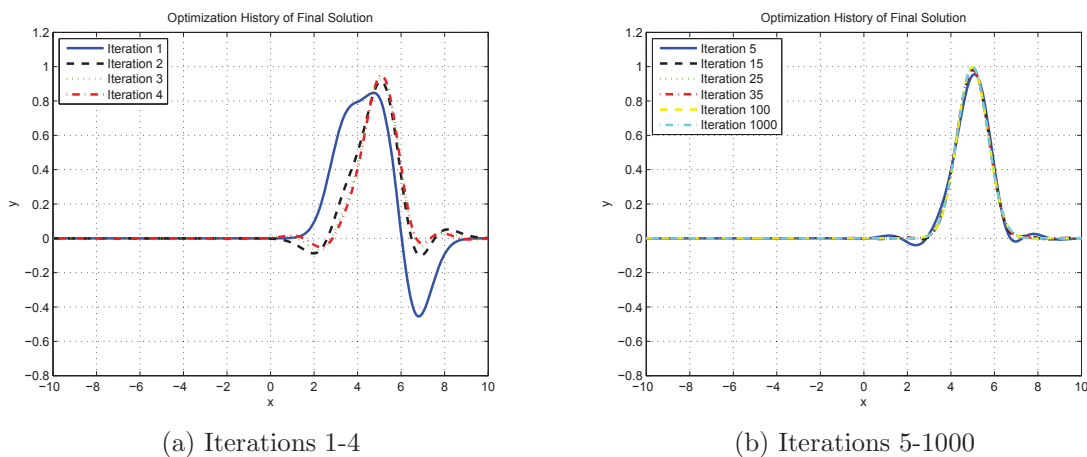 Optimization History of Final Solution
1.2
1
0.8
0.6
0.4
0.2
0
−0.2
−0.4
−0.6
−0.8
y
−10 −8 −6 −4 −2 0 2 4 6 8 10
x
Iteration 1
Iteration 2
Iteration 3
Iteration 4
(a) Iterations 1-4
Optimization History of Final Solution
1.2
1
0.8
0.6
0.4
0.2
0
−0.2
−0.4
−0.6
−0.8
y
−10 −8 −6 −4 −2 0 2 4 6 8 10
x
Iteration 5
Iteration 15
Iteration 25
Iteration 35
Iteration 100
Iteration 1000
(b) Iterations 5-1000